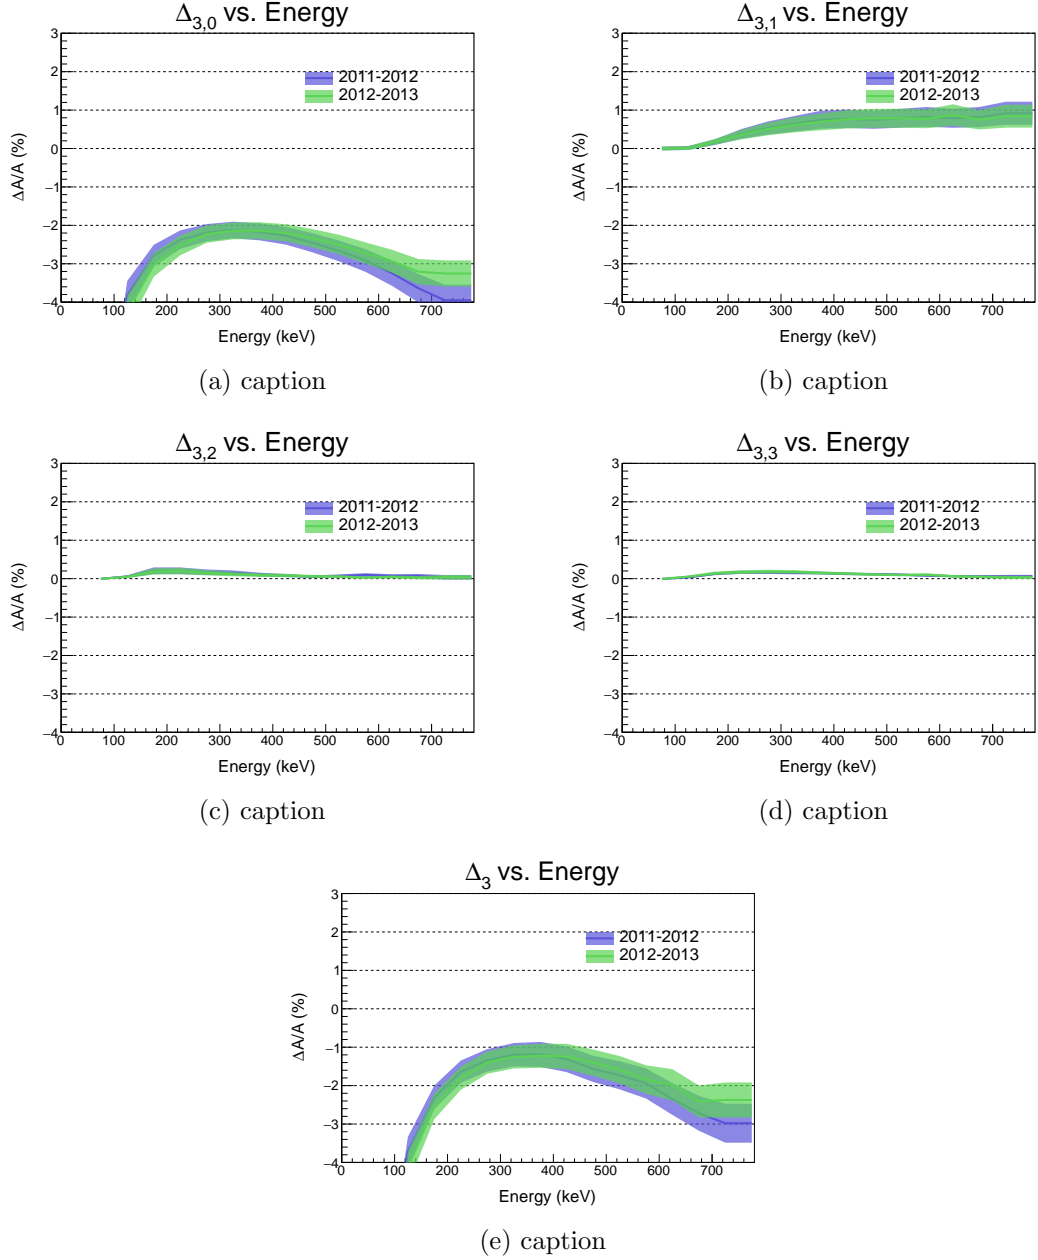 Δ3,0 vs. Energy
3
2
1
0
−1
−2
−3
−4
ΔA/A (%)
2011-2012
2012-2013
0 100 200 300 400 500 600 700
Energy (keV)
(a) caption
Δ3,1 vs. Energy
3
2
1
0
−1
−2
−3
−4
ΔA/A (%)
2011-2012
2012-2013
0 100 200 300 400 500 600 700
Energy (keV)
(b) caption
Δ3,2 vs. Energy
3
2
1
0
−1
−2
−3
−4
ΔA/A (%)
2011-2012
2012-2013
0 100 200 300 400 500 600 700
Energy (keV)
(c) caption
Δ3,3 vs. Energy
3
2
1
0
−1
−2
−3
−4
ΔA/A (%)
2011-2012
2012-2013
0 100 200 300 400 500 600 700
Energy (keV)
(d) caption
Δ3 vs. Energy
3
2
1
0
−1
−2
−3
−4
ΔA/A (%)
2011-2012
2012-2013
0 100 200 300 400 500 600 700
Energy (keV)
(e) caption